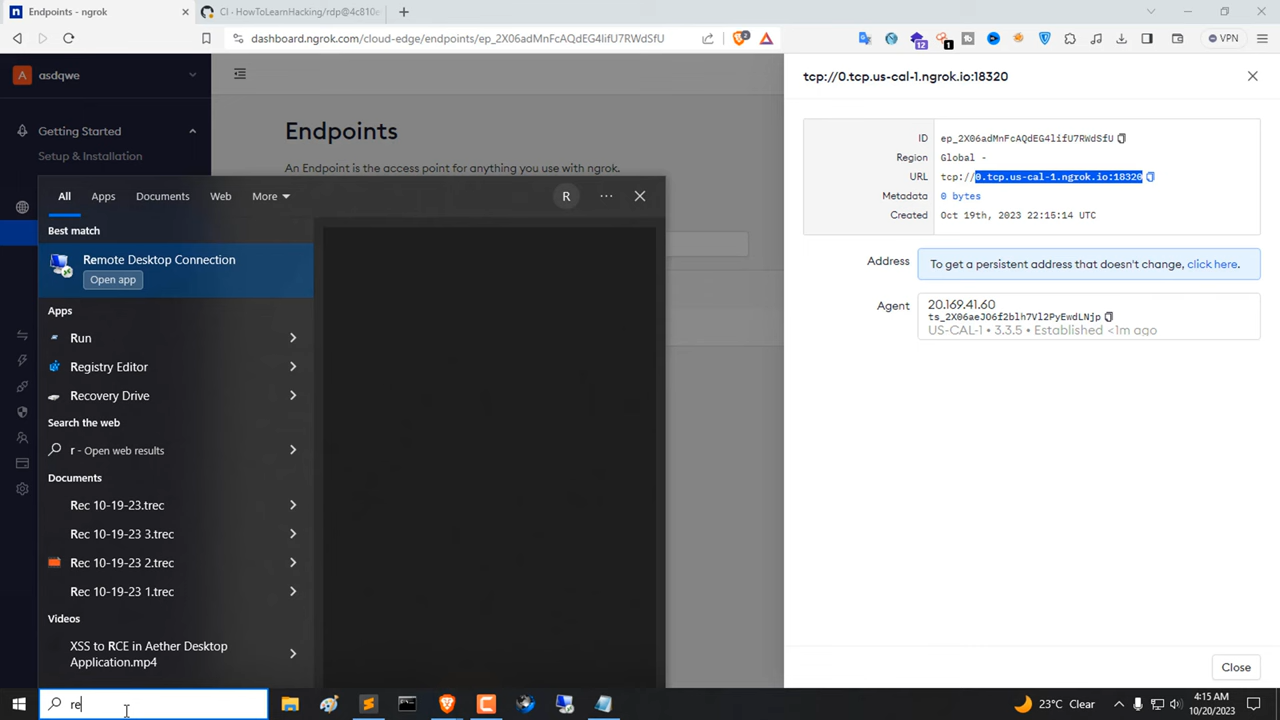 Endpoints - ngrok
CI - HowToLearnHacking/rdp@4c810e
dashboard.ngrok.com/cloud-edge/endpoints/ep_2X06adMnFcAQdEG4lifU7RWdSfU
12
1
VPN
A asdqwe
Getting Started
Setup & Installation
Endpoints
An Endpoint is the access point for anything you use with ngrok.
tcp://0.tcp.us-cal-1.ngrok.io:18320
ID ep_2X06adMnFcAQdEG4lifU7RWdSfU
Region Global -
URL tcp://0.tcp.us-cal-1.ngrok.io:18320
Metadata 0 bytes
Created Oct 19th, 2023 22:15:14 UTC
Address To get a persistent address that doesn't change, click here.
Agent 20.169.41.60
ts_2X06aeJO6f2blh7Vl2PyEwdLNjp
US-CAL-1 • 3.3.5 • Established <1m ago
Close
All Apps Documents Web More R ...
Best match
Remote Desktop Connection
Open app
Apps
Run
Registry Editor
Recovery Drive
Search the web
r - Open web results
Documents
Rec 10-19-23.trec
Rec 10-19-23 3.trec
Rec 10-19-23 2.trec
Rec 10-19-23 1.trec
Videos
XSS to RCE in Aether Desktop
Application.mp4
re
23°C Clear
4:15 AM
10/20/2023